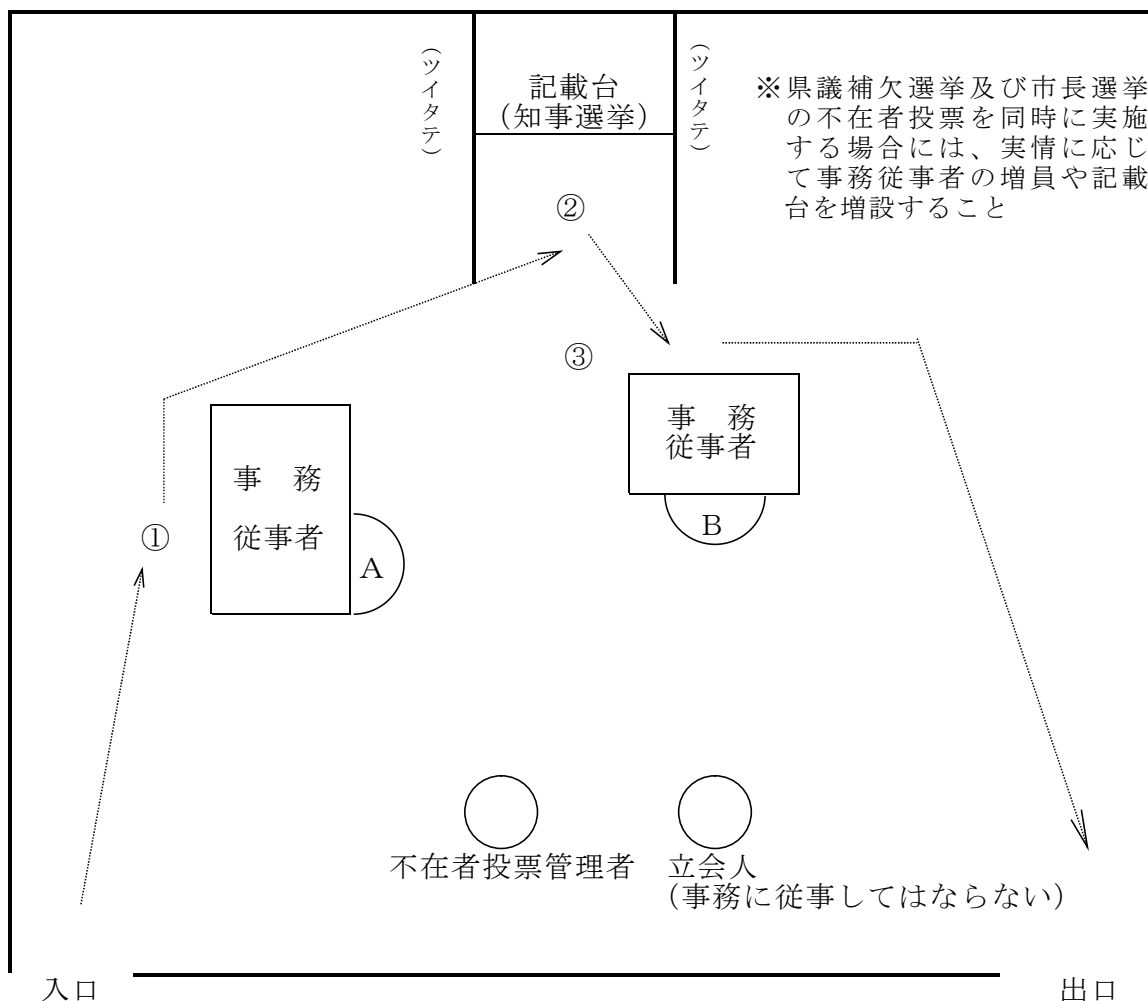 （ツイタテ）
記載台
（知事選挙）
（ツイタテ）
※県議補欠選挙及び市長選挙
の不在者投票を同時に実施
する場合には、実情に応じ
て事務従事者の増員や記載
台を増設すること
②
③
事　務
従事者
B
事　務
従事者
①
A
不在者投票管理者
立会人
（事務に従事してはならない）
入口
出口